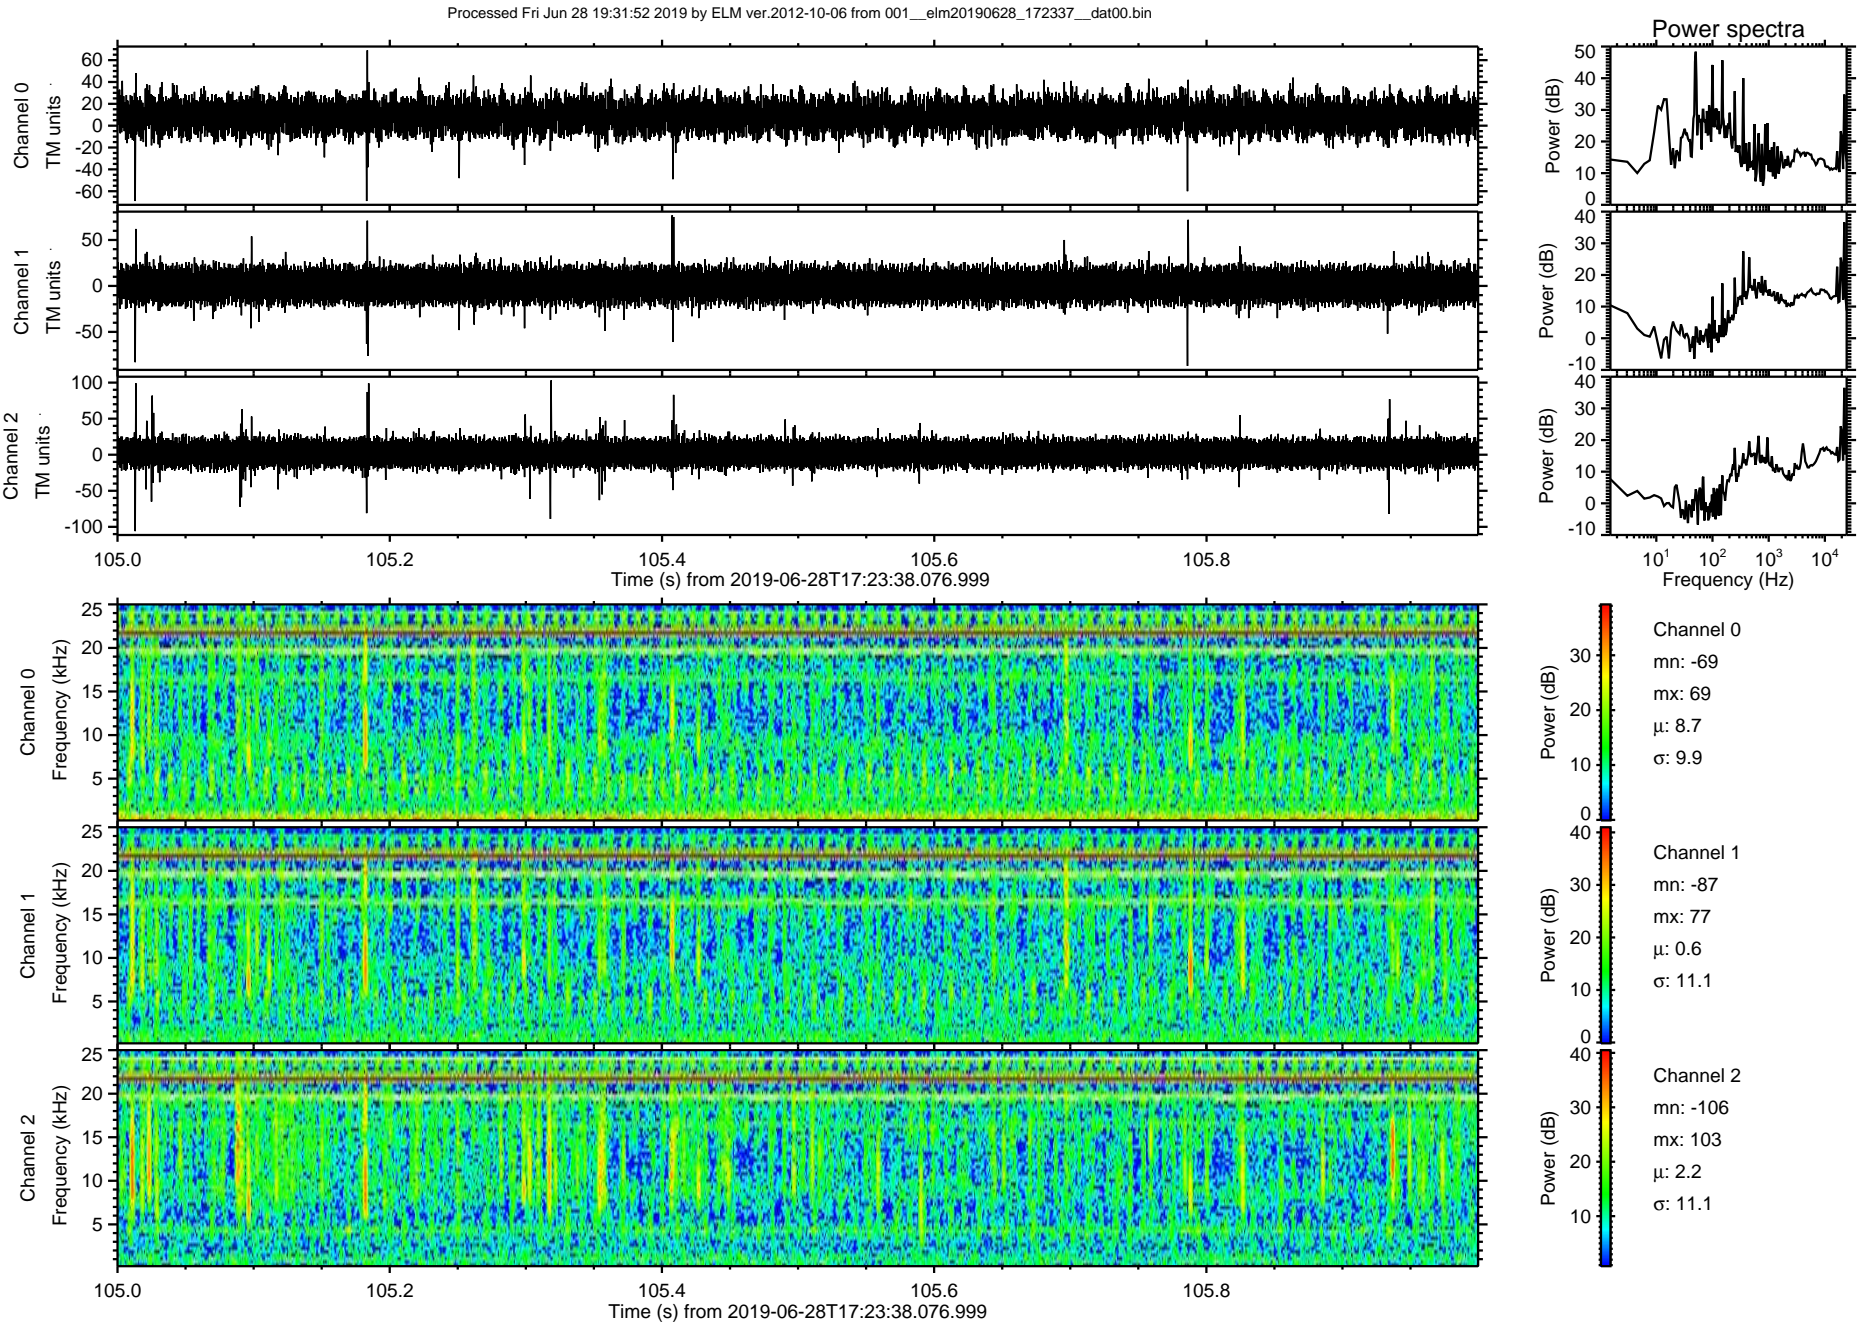 Processed Fri Jun 28 19:31:52 2019 by ELM ver.2012-10-06 from 001__elm20190628_172337__dat00.bin
Power spectra
Channel 0
TM units
60
40
20
0
-20
-40
-60
Power (dB)
50
40
30
20
10
0
Channel 1
TM units
50
0
-50
Power (dB)
40
30
20
10
0
-10
Channel 2
TM units
100
50
0
-50
-100
Power (dB)
40
30
20
10
0
-10
105.0 105.2 105.4 105.6 105.8
Time (s) from 2019-06-28T17:23:38.076.999
10^1 10^2 10^3 10^4
Frequency (Hz)
Channel 0
Frequency (kHz)
25
20
15
10
5
Power (dB)
30
20
10
0
Channel 0
mn: -69
mx: 69
μ: 8.7
σ: 9.9
Channel 1
Frequency (kHz)
25
20
15
10
5
Power (dB)
40
30
20
10
0
Channel 1
mn: -87
mx: 77
μ: 0.6
σ: 11.1
Channel 2
Frequency (kHz)
25
20
15
10
5
Power (dB)
40
30
20
10
Channel 2
mn: -106
mx: 103
μ: 2.2
σ: 11.1
105.0 105.2 105.4 105.6 105.8
Time (s) from 2019-06-28T17:23:38.076.999